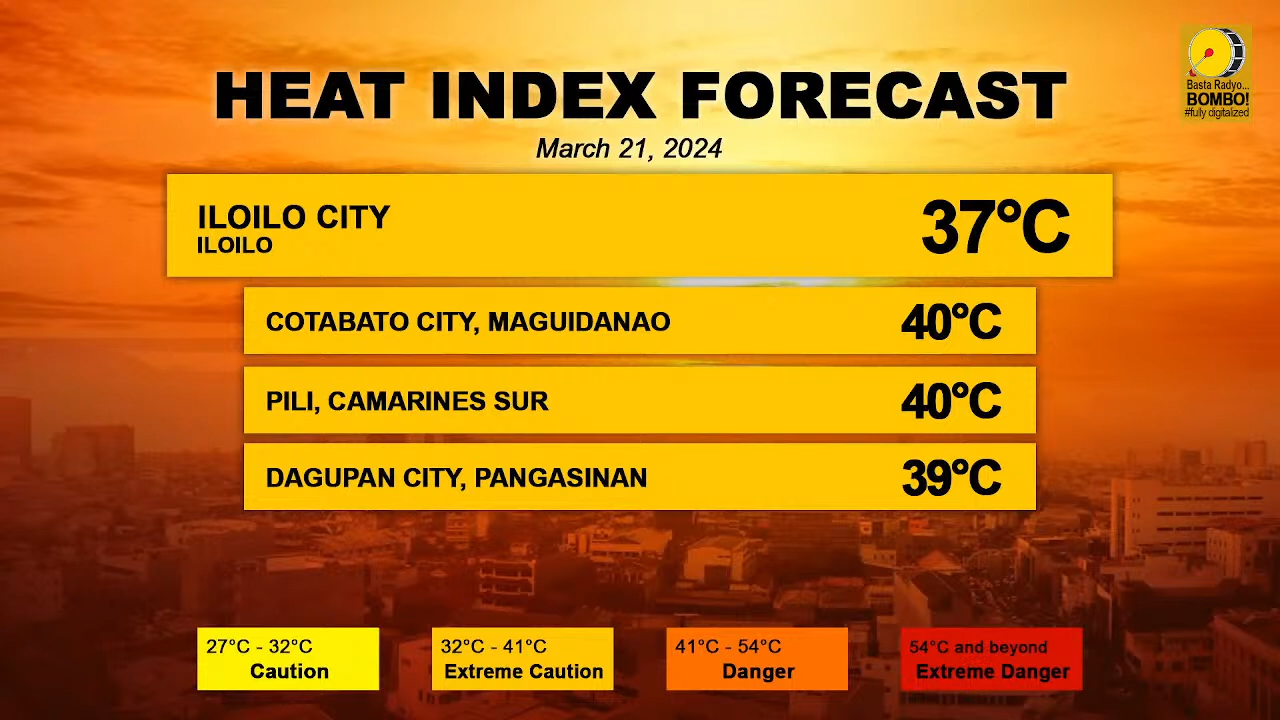 HEAT INDEX FORECAST
March 21, 2024
Basta Radyo...
BOMBO!
#fully digitalized
ILOILO CITY
ILOILO
37°C
COTABATO CITY, MAGUIDANAO 40°C
PILI, CAMARINES SUR 40°C
DAGUPAN CITY, PANGASINAN 39°C
27°C - 32°C
Caution
32°C - 41°C
Extreme Caution
41°C - 54°C
Danger
54°C and beyond
Extreme Danger